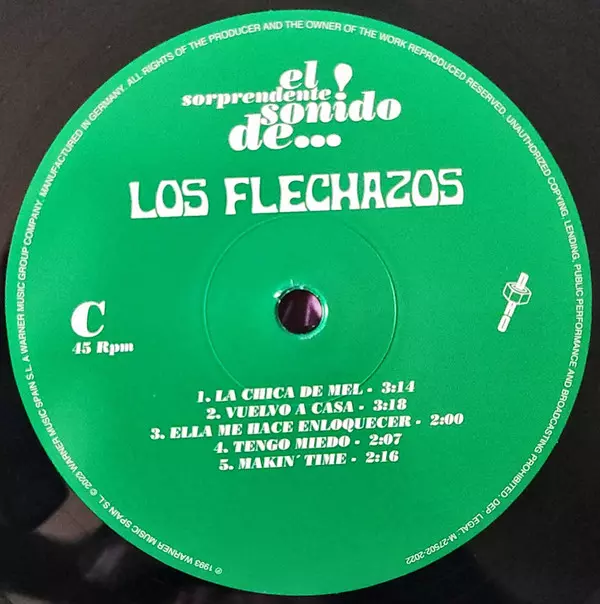 el
sorprendente!
sonido
de...
LOS FLECHAZOS
C
45 Rpm
1. LA CHICA DE MEL - 3:14
2. VUELVO A CASA - 3:18
3. ELLA ME HACE ENLOQUECER - 2:00
4. TENGO MIEDO - 2:07
5. MAKIN´ TIME - 2:16
℗ 1993 WARNER MUSIC SPAIN S.L. © 2023 WARNER MUSIC SPAIN S.L. A WARNER MUSIC GROUP COMPANY. MANUFACTURED IN GERMANY. ALL RIGHTS OF THE PRODUCER AND THE OWNER OF THE WORK REPRODUCED RESERVED. UNAUTHORIZED COPYING, LENDING, PUBLIC PERFORMANCE AND BROADCASTING PROHIBITED. DEP. LEGAL: M-27502-2022